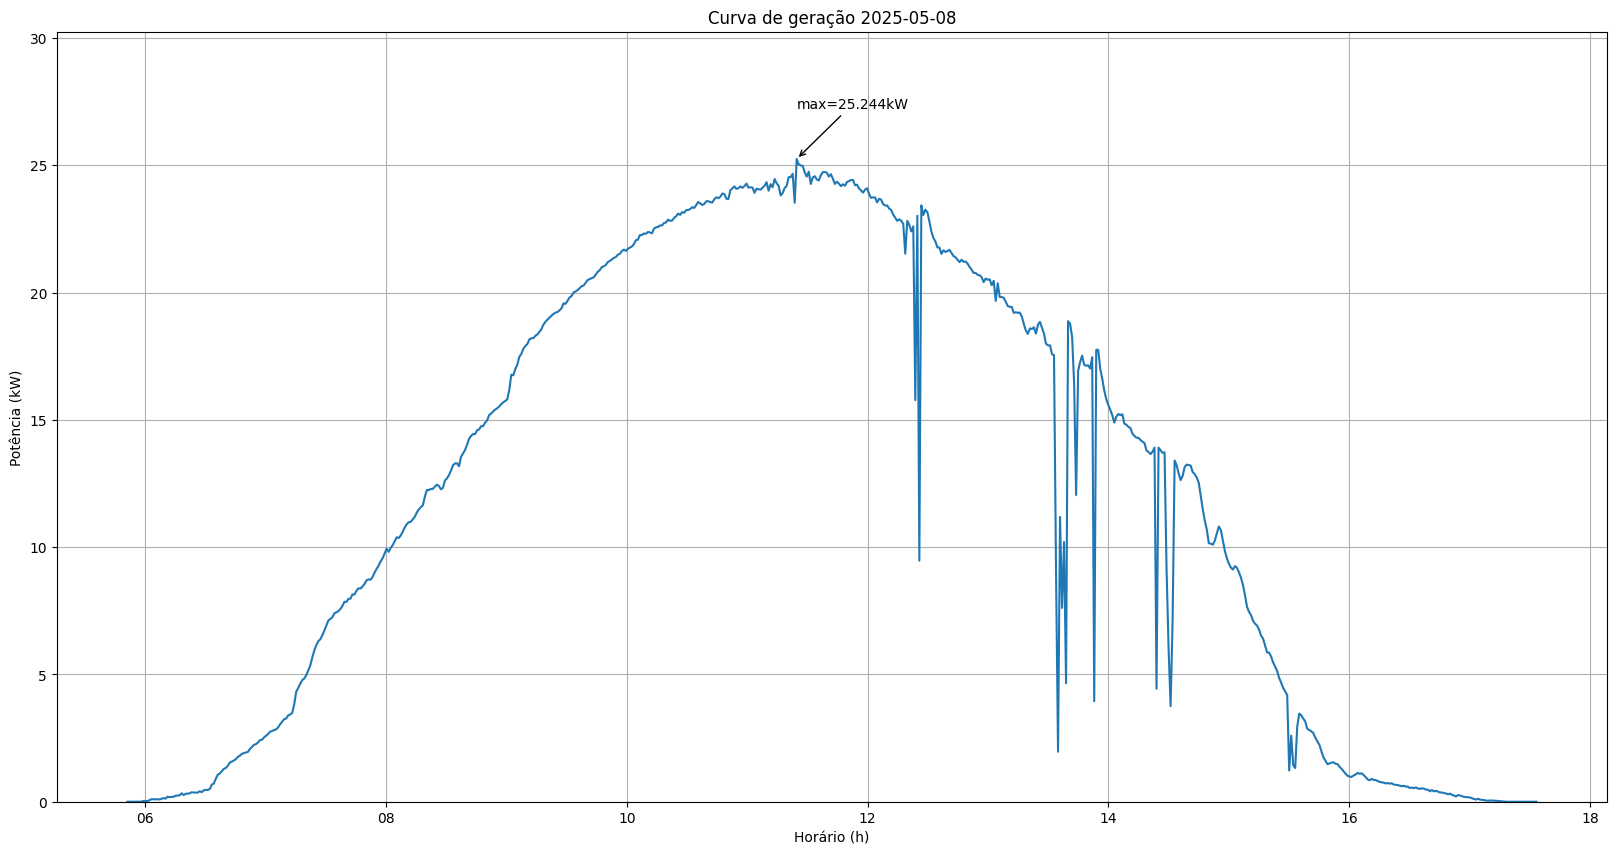 Curva de geração 2025-05-08
30
25
20
15
10
5
0
Potência (kW)
max=25.244kW
06 08 10 12 14 16 18
Horário (h)